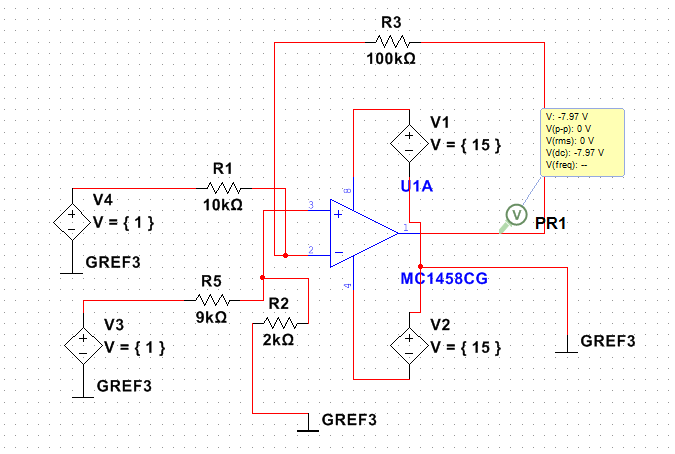 R3
100kΩ
V: -7.97 V
V(p-p): 0 V
V(rms): 0 V
V(dc): -7.97 V
V(freq): --
V1
+
V = { 15 }
−
R1
8
U1A
10kΩ
V4
+
V = { 1 }
−
3
+
1
V
PR1
2
−
GREF3
R5
4
MC1458CG
9kΩ
R2
2kΩ
V3
+
V = { 1 }
−
V2
+
V = { 15 }
−
GREF3
GREF3
GREF3